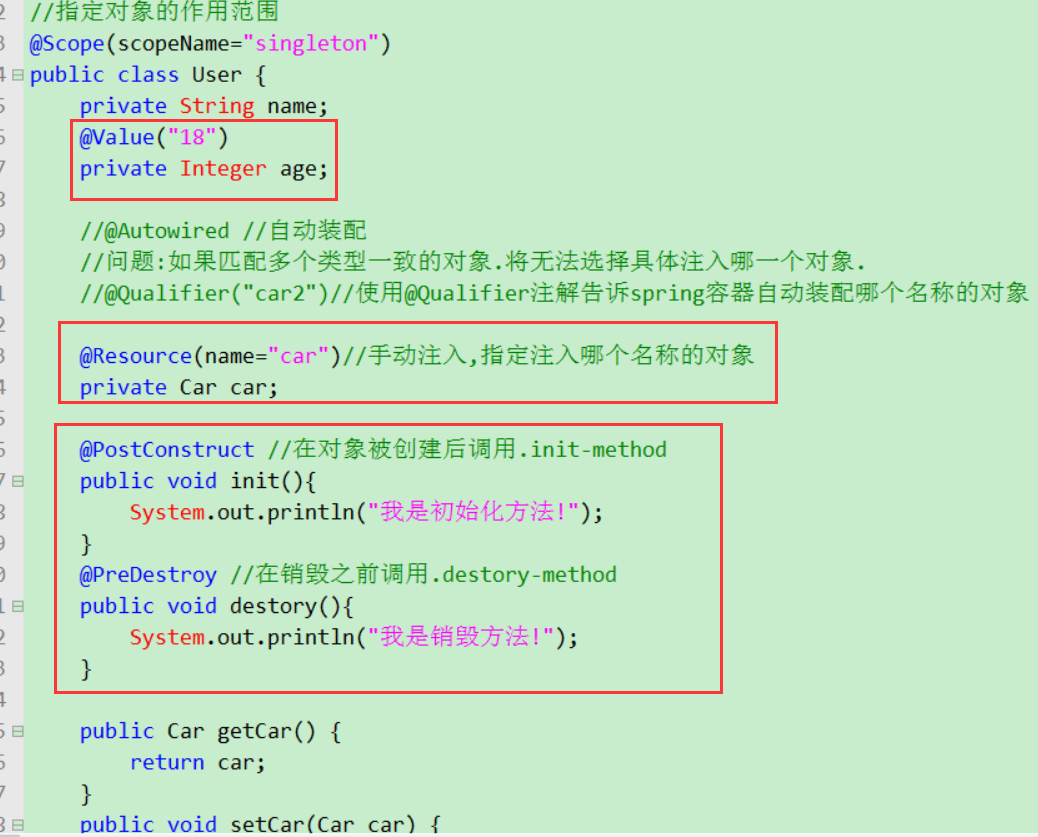 //指定对象的作用范围
@Scope(scopeName="singleton")
public class User {
private String name;
@Value("18")
private Integer age;
//@Autowired //自动装配
//问题:如果匹配多个类型一致的对象.将无法选择具体注入哪一个对象.
//@Qualifier("car2")//使用@Qualifier注解告诉spring容器自动装配哪个名称的对象
@Resource(name="car")//手动注入,指定注入哪个名称的对象
private Car car;
@PostConstruct //在对象被创建后调用.init-method
public void init(){
System.out.println("我是初始化方法!");
}
@PreDestroy //在销毁之前调用.destory-method
public void destory(){
System.out.println("我是销毁方法!");
}
public Car getCar() {
return car;
}
public void setCar(Car car) {